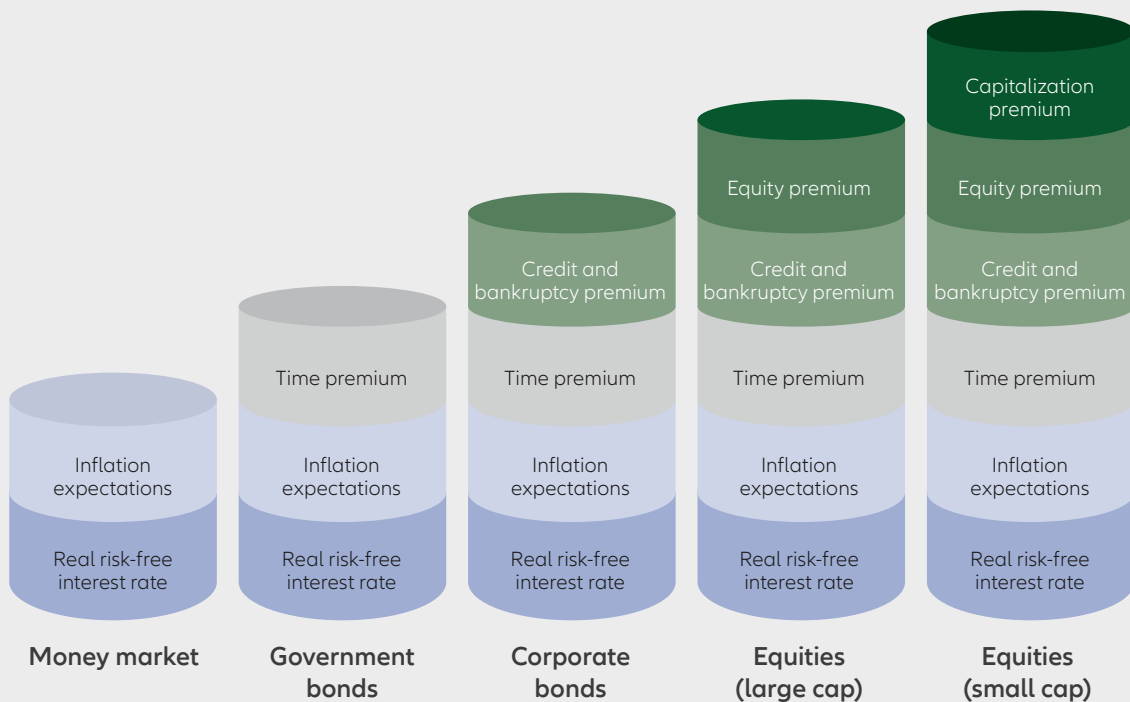 Capitalization
premium
Equity premium
Equity premium
Credit and
bankruptcy premium
Credit and
bankruptcy premium
Credit and
bankruptcy premium
Time premium
Time premium
Time premium
Time premium
Inflation
expectations
Inflation
expectations
Inflation
expectations
Inflation
expectations
Inflation
expectations
Real risk-free
interest rate
Real risk-free
interest rate
Real risk-free
interest rate
Real risk-free
interest rate
Real risk-free
interest rate
Money market
Government
bonds
Corporate
bonds
Equities
(large cap)
Equities
(small cap)